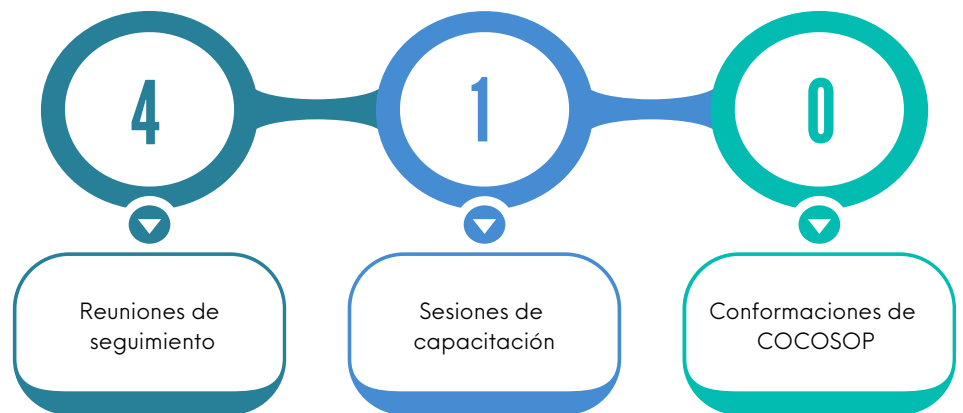 4
1
0
Reuniones de
seguimiento
Sesiones de
capacitación
Conformaciones de
COCOSOP